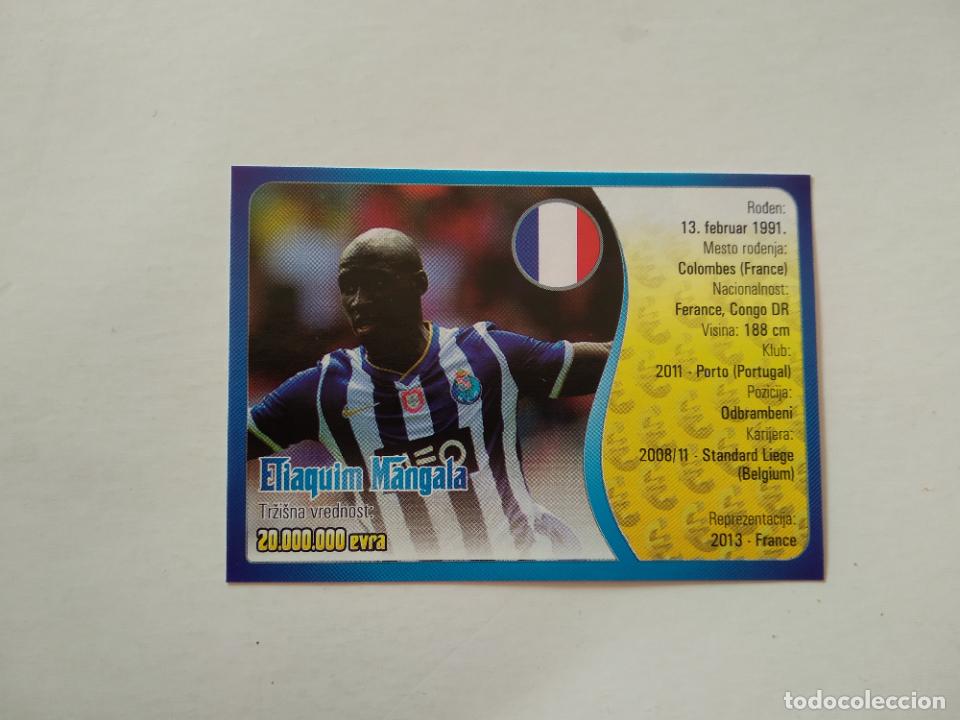 Eliaquim Mangala
Tržišna vrednost:
20.000.000 evra
Rođen:
13. februar 1991.
Mesto rođenja:
Colombes (France)
Nacionalnost:
Ferance, Congo DR
Visina: 188 cm
Klub:
2011 - Porto (Portugal)
Pozicija:
Odbrambeni
Karijera:
2008/11 - Standard Liege
(Belgium)
Reprezentacija:
2013 - France
todocoleccion